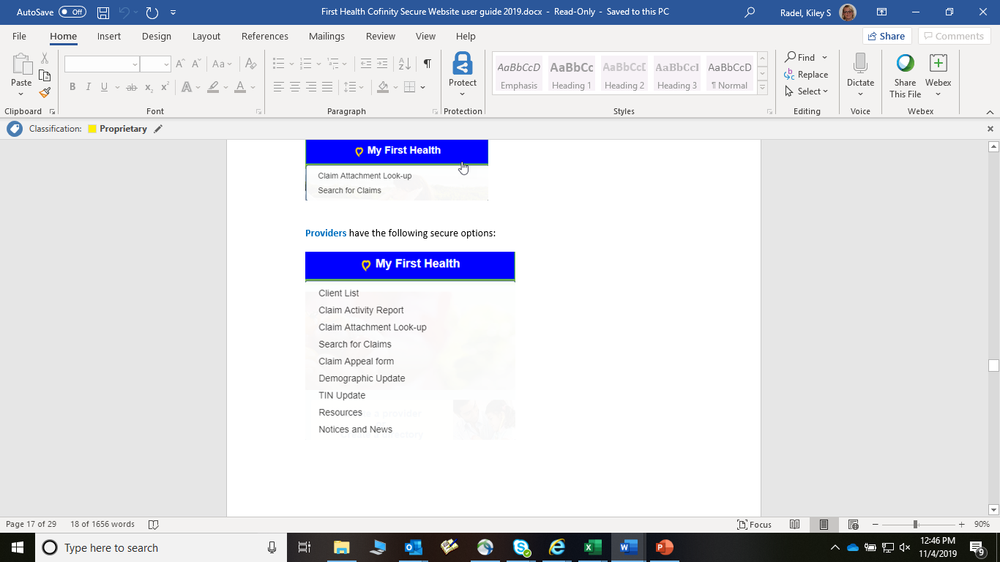 AutoSave Off First Health Cofinity Secure Website user guide 2019.docx - Read-Only - Saved to this PC Radel, Kiley S
File Home Insert Design Layout References Mailings Review View Help Share Comments
Paste
Clipboard
Aa
B I U ab x₂ x² A A
Font
Paragraph
Protect
Protection
AaBbCcD AaBbCc AaBbCcD AaBbCcI AaBbCcD
Emphasis Heading 1 Heading 2 Heading 3 ¶ Normal
Styles
Find
Replace
Select
Editing
Dictate
Voice
Share This File
Webex
Webex
Classification: Proprietary
My First Health
Claim Attachment Look-up
Search for Claims
Providers have the following secure options:
My First Health
Client List
Claim Activity Report
Claim Attachment Look-up
Search for Claims
Claim Appeal form
Demographic Update
TIN Update
Resources
Notices and News
Page 17 of 29 18 of 1656 words Focus 90%
Type here to search
12:46 PM
11/4/2019
9